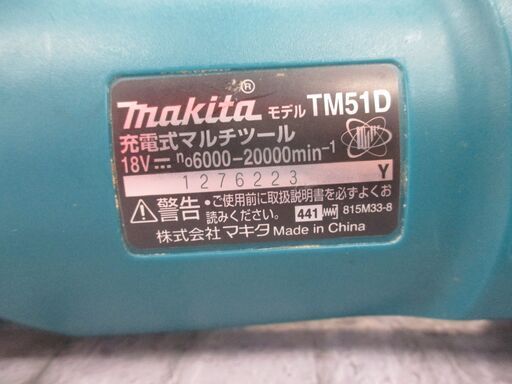 makita® モデル TM51D
充電式マルチツール
18V⎓ n₀6000-20000min⁻¹
1276223 Y
⚠警告 • ご使用前に取扱説明書を必ずよくお
読みください。 441 815M33-8
株式会社 マキタ Made in China